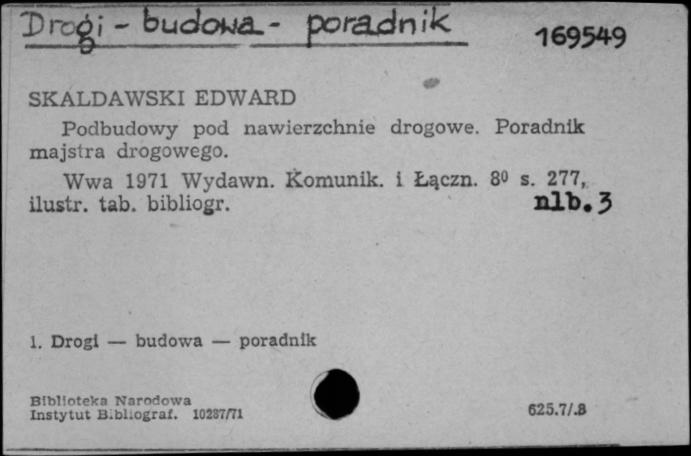 Drogi - budowa - poradnik
169549
SKALDAWSKI EDWARD
Podbudowy pod nawierzchnie drogowe. Poradnik
majstra drogowego.
Wwa 1971 Wydawn. Komunik. i Łączn. 8⁰ s. 277,
ilustr. tab. bibliogr. nlb. 3
1. Drogi — budowa — poradnik
Biblioteka Narodowa
Instytut Bibliograf. 10287/71
625.7/.8